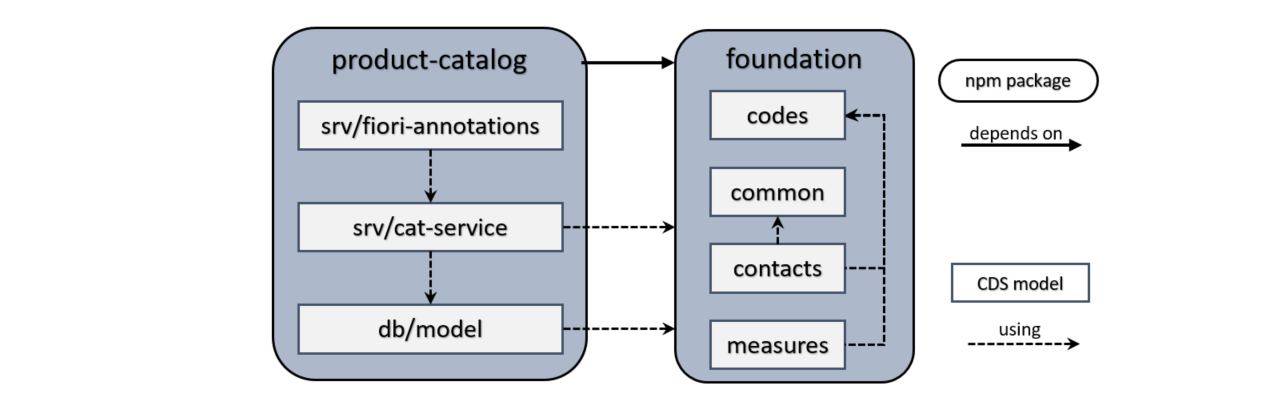 product-catalog
srv/fiori-annotations
srv/cat-service
db/model
foundation
codes
common
contacts
measures
npm package
depends on
CDS model
using